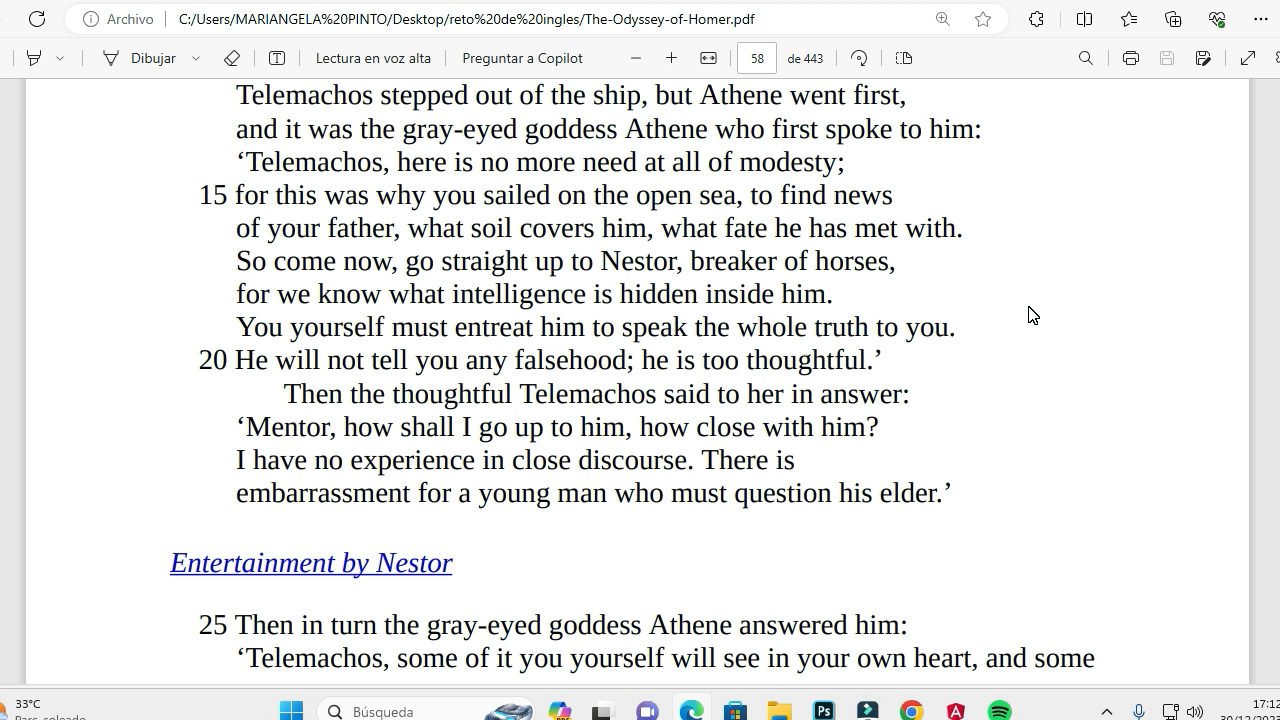 Archivo C:/Users/MARIANGELA%20PINTO/Desktop/reto%20de%20ingles/The-Odyssey-of-Homer.pdf
Dibujar Lectura en voz alta Preguntar a Copilot 58 de 443
Telemachos stepped out of the ship, but Athene went first,
and it was the gray-eyed goddess Athene who first spoke to him:
‘Telemachos, here is no more need at all of modesty;
15 for this was why you sailed on the open sea, to find news
of your father, what soil covers him, what fate he has met with.
So come now, go straight up to Nestor, breaker of horses,
for we know what intelligence is hidden inside him.
You yourself must entreat him to speak the whole truth to you.
20 He will not tell you any falsehood; he is too thoughtful.’
Then the thoughtful Telemachos said to her in answer:
‘Mentor, how shall I go up to him, how close with him?
I have no experience in close discourse. There is
embarrassment for a young man who must question his elder.’
Entertainment by Nestor
25 Then in turn the gray-eyed goddess Athene answered him:
‘Telemachos, some of it you yourself will see in your own heart, and some
33°C
Búsqueda
Ps
17:12